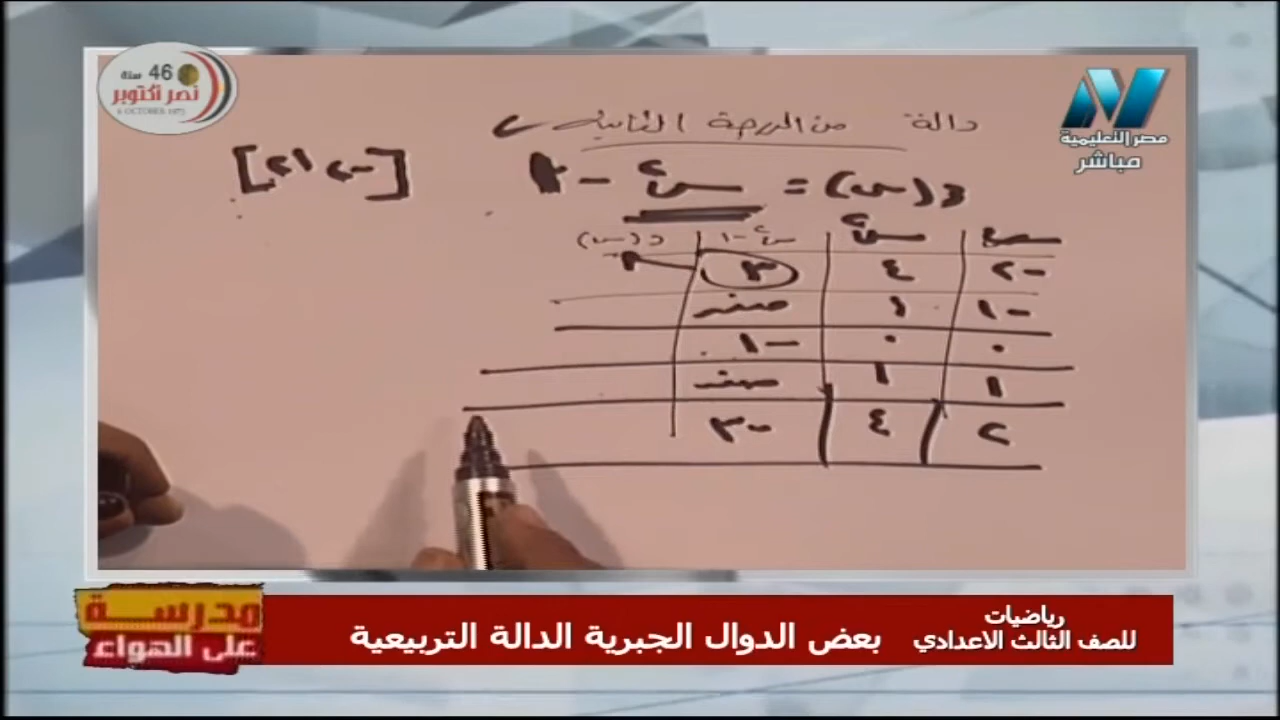 46 سنة
نصر أكتوبر
6 OCTOBER 1973
مصر التعليمية
مباشر
دالة من الدرجة الثانية
د(س) = س٢ - ١
[-٢ ، ٢]
س | س٢ | س٢ - ١ | د(س)
-٢ | ٤ | ٣ | ٣
-١ | ١ | صفر
٠ | ٠ | -١
١ | ١ | صفر
٢ | ٤ | -٣
مدرسة
على الهواء
رياضيات
للصف الثالث الاعدادي
بعض الدوال الجبرية الدالة التربيعية